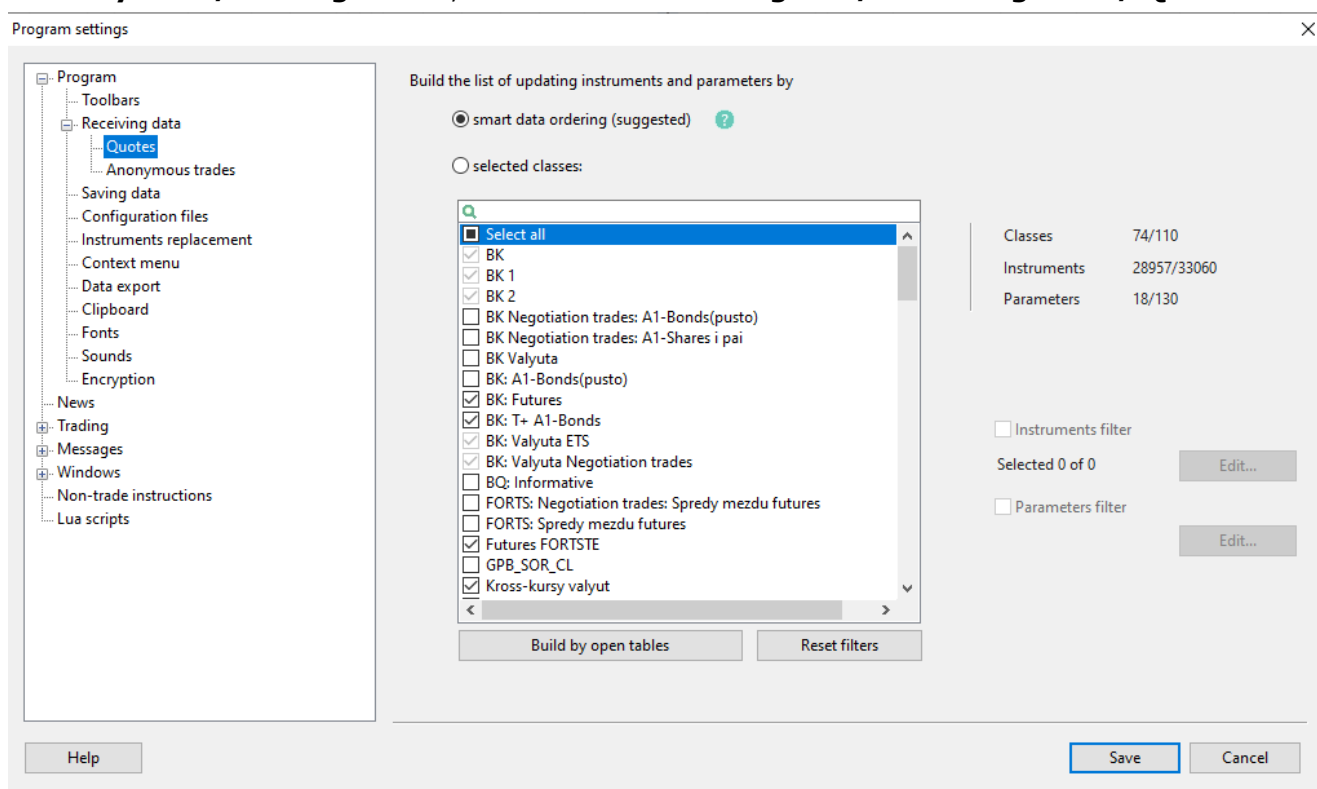 Program settings
Program
Toolbars
Receiving data
Quotes
Anonymous trades
Saving data
Configuration files
Instruments replacement
Context menu
Data export
Clipboard
Fonts
Sounds
Encryption
News
Trading
Messages
Windows
Non-trade instructions
Lua scripts
Build the list of updating instruments and parameters by
smart data ordering (suggested) ?
selected classes:
Select all
BK
BK 1
BK 2
BK Negotiation trades: A1-Bonds(pusto)
BK Negotiation trades: A1-Shares i pai
BK Valyuta
BK: A1-Bonds(pusto)
BK: Futures
BK: T+ A1-Bonds
BK: Valyuta ETS
BK: Valyuta Negotiation trades
BQ: Informative
FORTS: Negotiation trades: Spredy mezdu futures
FORTS: Spredy mezdu futures
Futures FORTSTE
GPB_SOR_CL
Kross-kursy valyut
Build by open tables Reset filters
Classes 74/110
Instruments 28957/33060
Parameters 18/130
Instruments filter
Selected 0 of 0 Edit...
Parameters filter
Edit...
Help Save Cancel